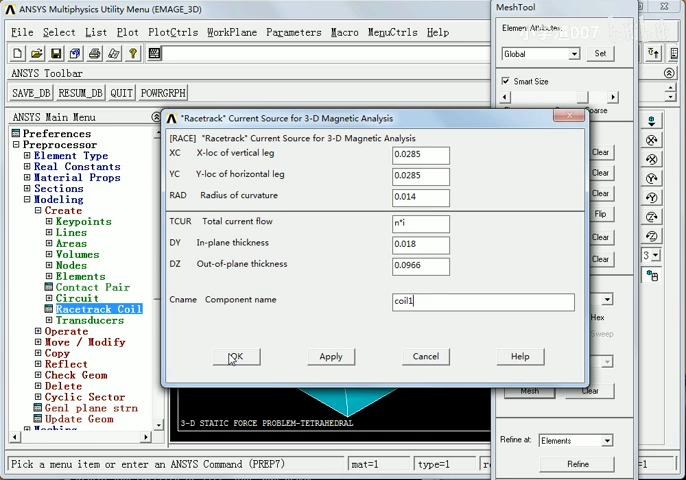 ANSYS Multiphysics Utility Menu (EMAGE_3D)
File Select List Plot PlotCtrls WorkPlane Parameters Macro MenuCtrls Help
ANSYS Toolbar
SAVE_DB RESUM_DB QUIT POWRGRPH
ANSYS Main Menu
Preferences
Preprocessor
Element Type
Real Constants
Material Props
Sections
Modeling
Create
Keypoints
Lines
Areas
Volumes
Nodes
Elements
Contact Pair
Circuit
Racetrack Coil
Transducers
Operate
Move / Modify
Copy
Reflect
Check Geom
Delete
Cyclic Sector
Genl plane strn
Update Geom
Meshing
"Racetrack" Current Source for 3-D Magnetic Analysis
[RACE] "Racetrack" Current Source for 3-D Magnetic Analysis
XC X-loc of vertical leg 0.0285
YC Y-loc of horizontal leg 0.0285
RAD Radius of curvature 0.014
TCUR Total current flow n*i
DY In-plane thickness 0.018
DZ Out-of-plane thickness 0.0966
Cname Component name coil1
OK Apply Cancel Help
3-D STATIC FORCE PROBLEM-TETRAHEDRAL
MeshTool
Element Attributes:
Global Set
Smart Size
Clear
Clear
Clear
Flip
Clear
Clear
Hex
Sweep
Mesh Clear
Refine at: Elements
Refine
3
Pick a menu item or enter an ANSYS Command (PREP7) mat=1 type=1